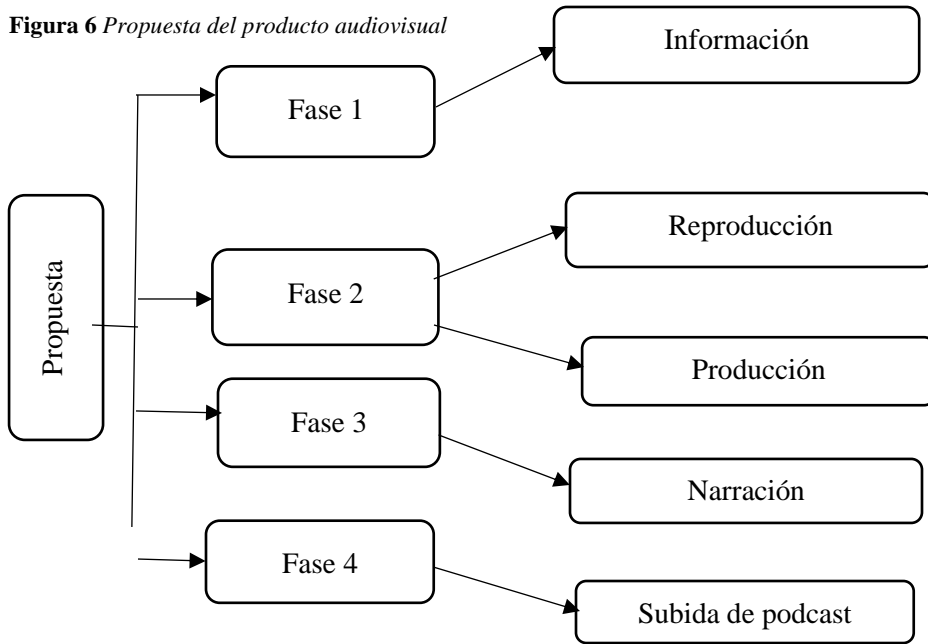 Figura 6 Propuesta del producto audiovisual
Propuesta
Fase 1
Información
Fase 2
Reproducción
Producción
Fase 3
Narración
Fase 4
Subida de podcast